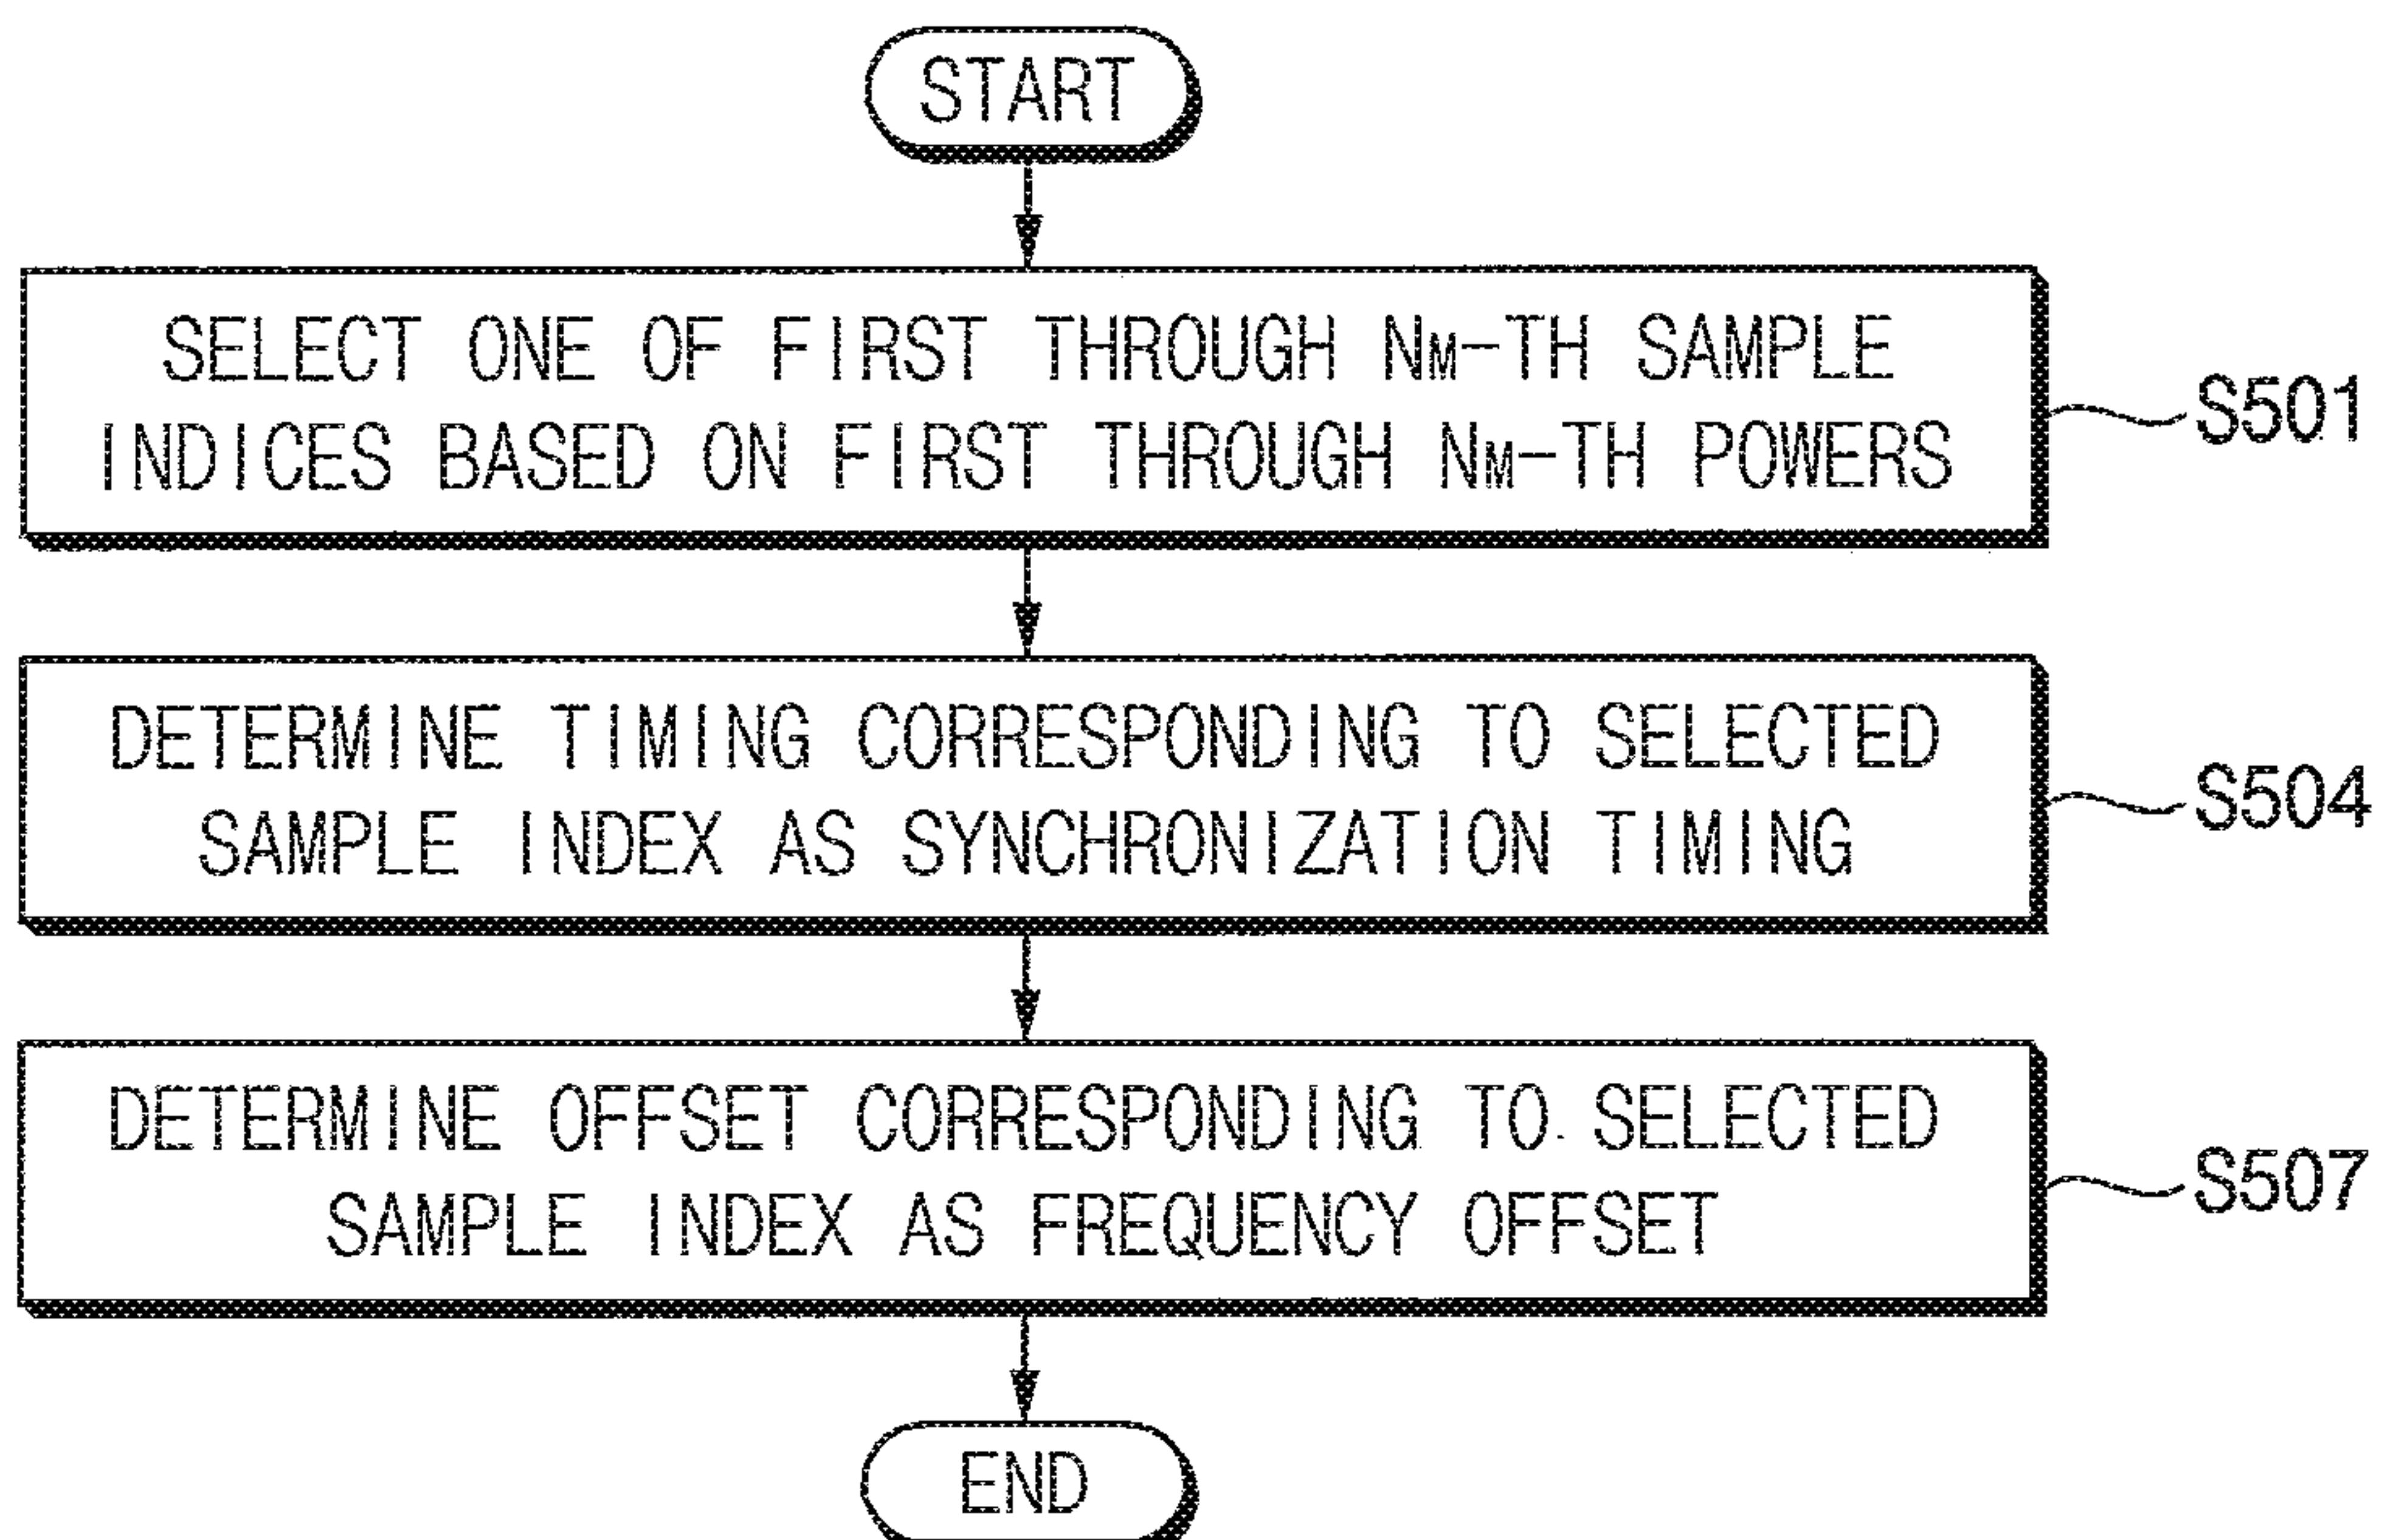 START
SELECT ONE OF FIRST THROUGH NM-TH SAMPLE
INDICES BASED ON FIRST THROUGH NM-TH POWERS
S501
DETERMINE TIMING CORRESPONDING TO SELECTED
SAMPLE INDEX AS SYNCHRONIZATION TIMING
S504
DETERMINE OFFSET CORRESPONDING TO SELECTED
SAMPLE INDEX AS FREQUENCY OFFSET
S507
END